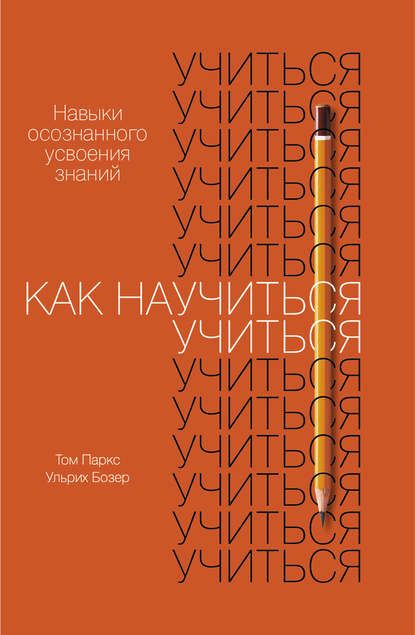 Навыки
осознанного
усвоения
знаний
УЧИТЬСЯ
УЧИТЬСЯ
УЧИТЬСЯ
УЧИТЬСЯ
УЧИТЬСЯ
УЧИТЬСЯ
КАК НАУЧИТЬСЯ
УЧИТЬСЯ
УЧИТЬСЯ
УЧИТЬСЯ
УЧИТЬСЯ
УЧИТЬСЯ
УЧИТЬСЯ
УЧИТЬСЯ
Том Паркс
Ульрих Бозер